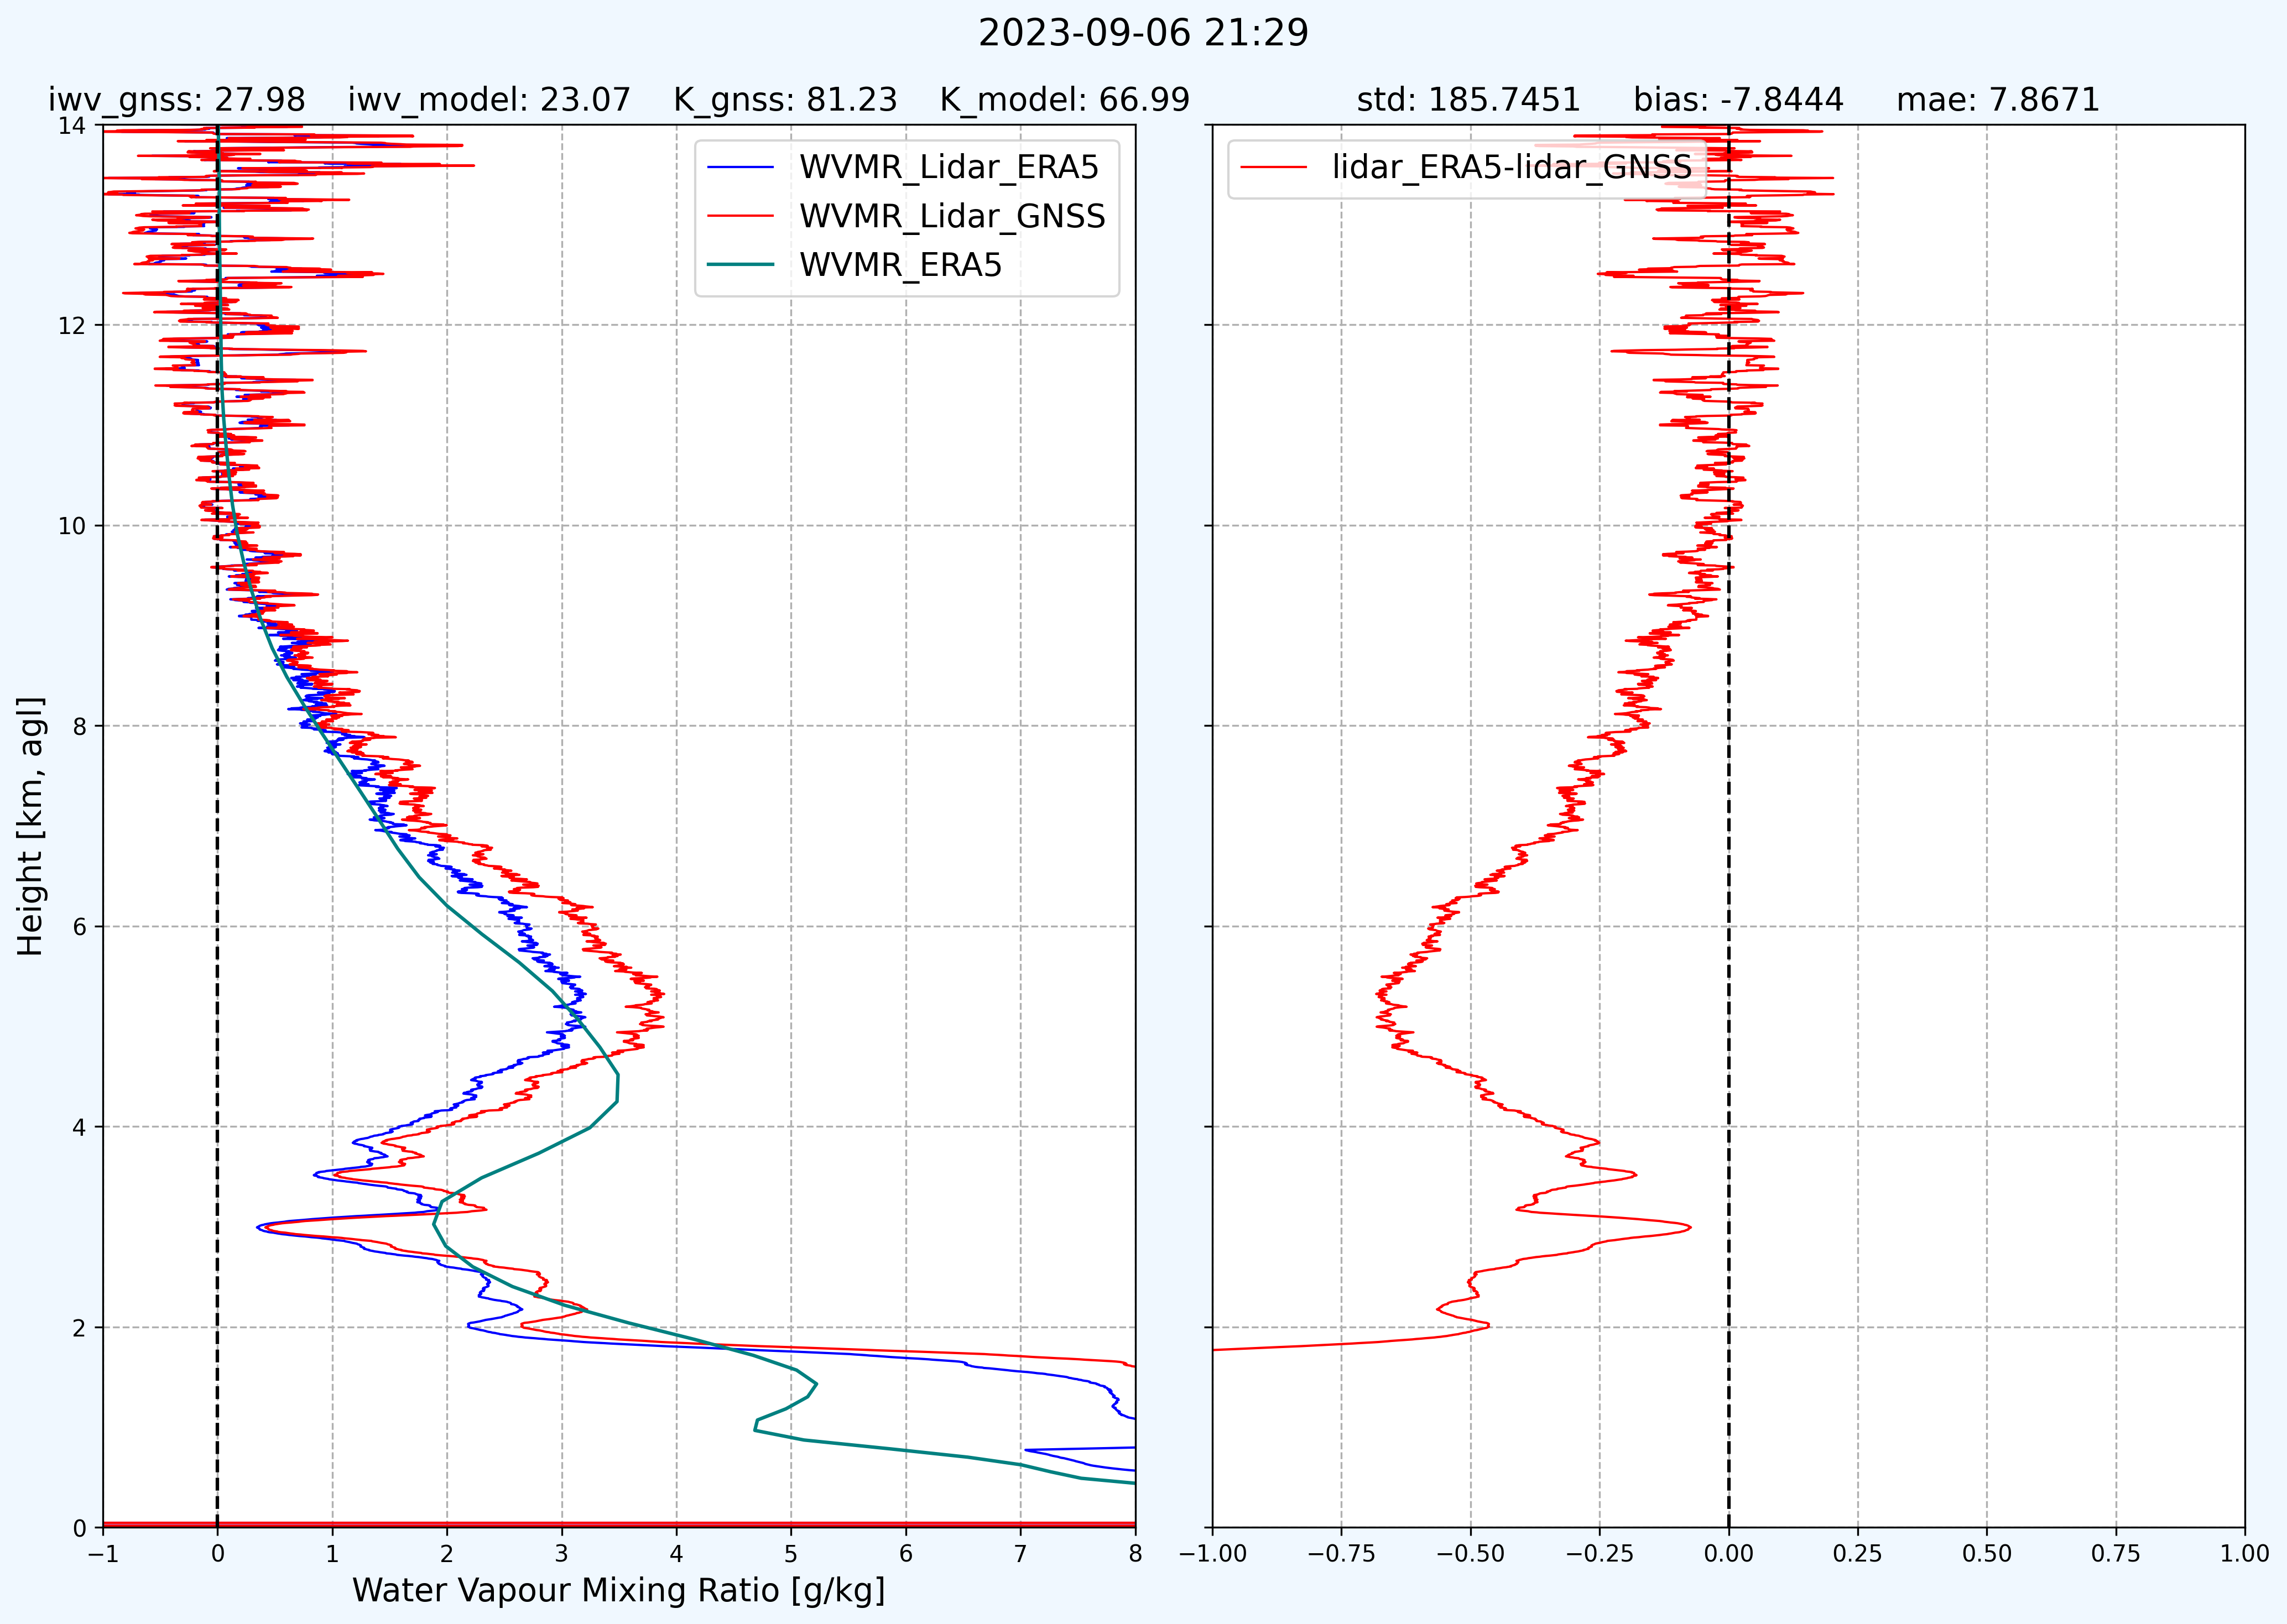 2023-09-06 21:29
iwv_gnss: 27.98 iwv_model: 23.07 K_gnss: 81.23 K_model: 66.99
std: 185.7451 bias: -7.8444 mae: 7.8671
WVMR_Lidar_ERA5
WVMR_Lidar_GNSS
WVMR_ERA5
lidar_ERA5-lidar_GNSS
Height [km, agl]
14
12
10
8
6
4
2
0
−1 0 1 2 3 4 5 6 7 8
Water Vapour Mixing Ratio [g/kg]
−1.00 −0.75 −0.50 −0.25 0.00 0.25 0.50 0.75 1.00